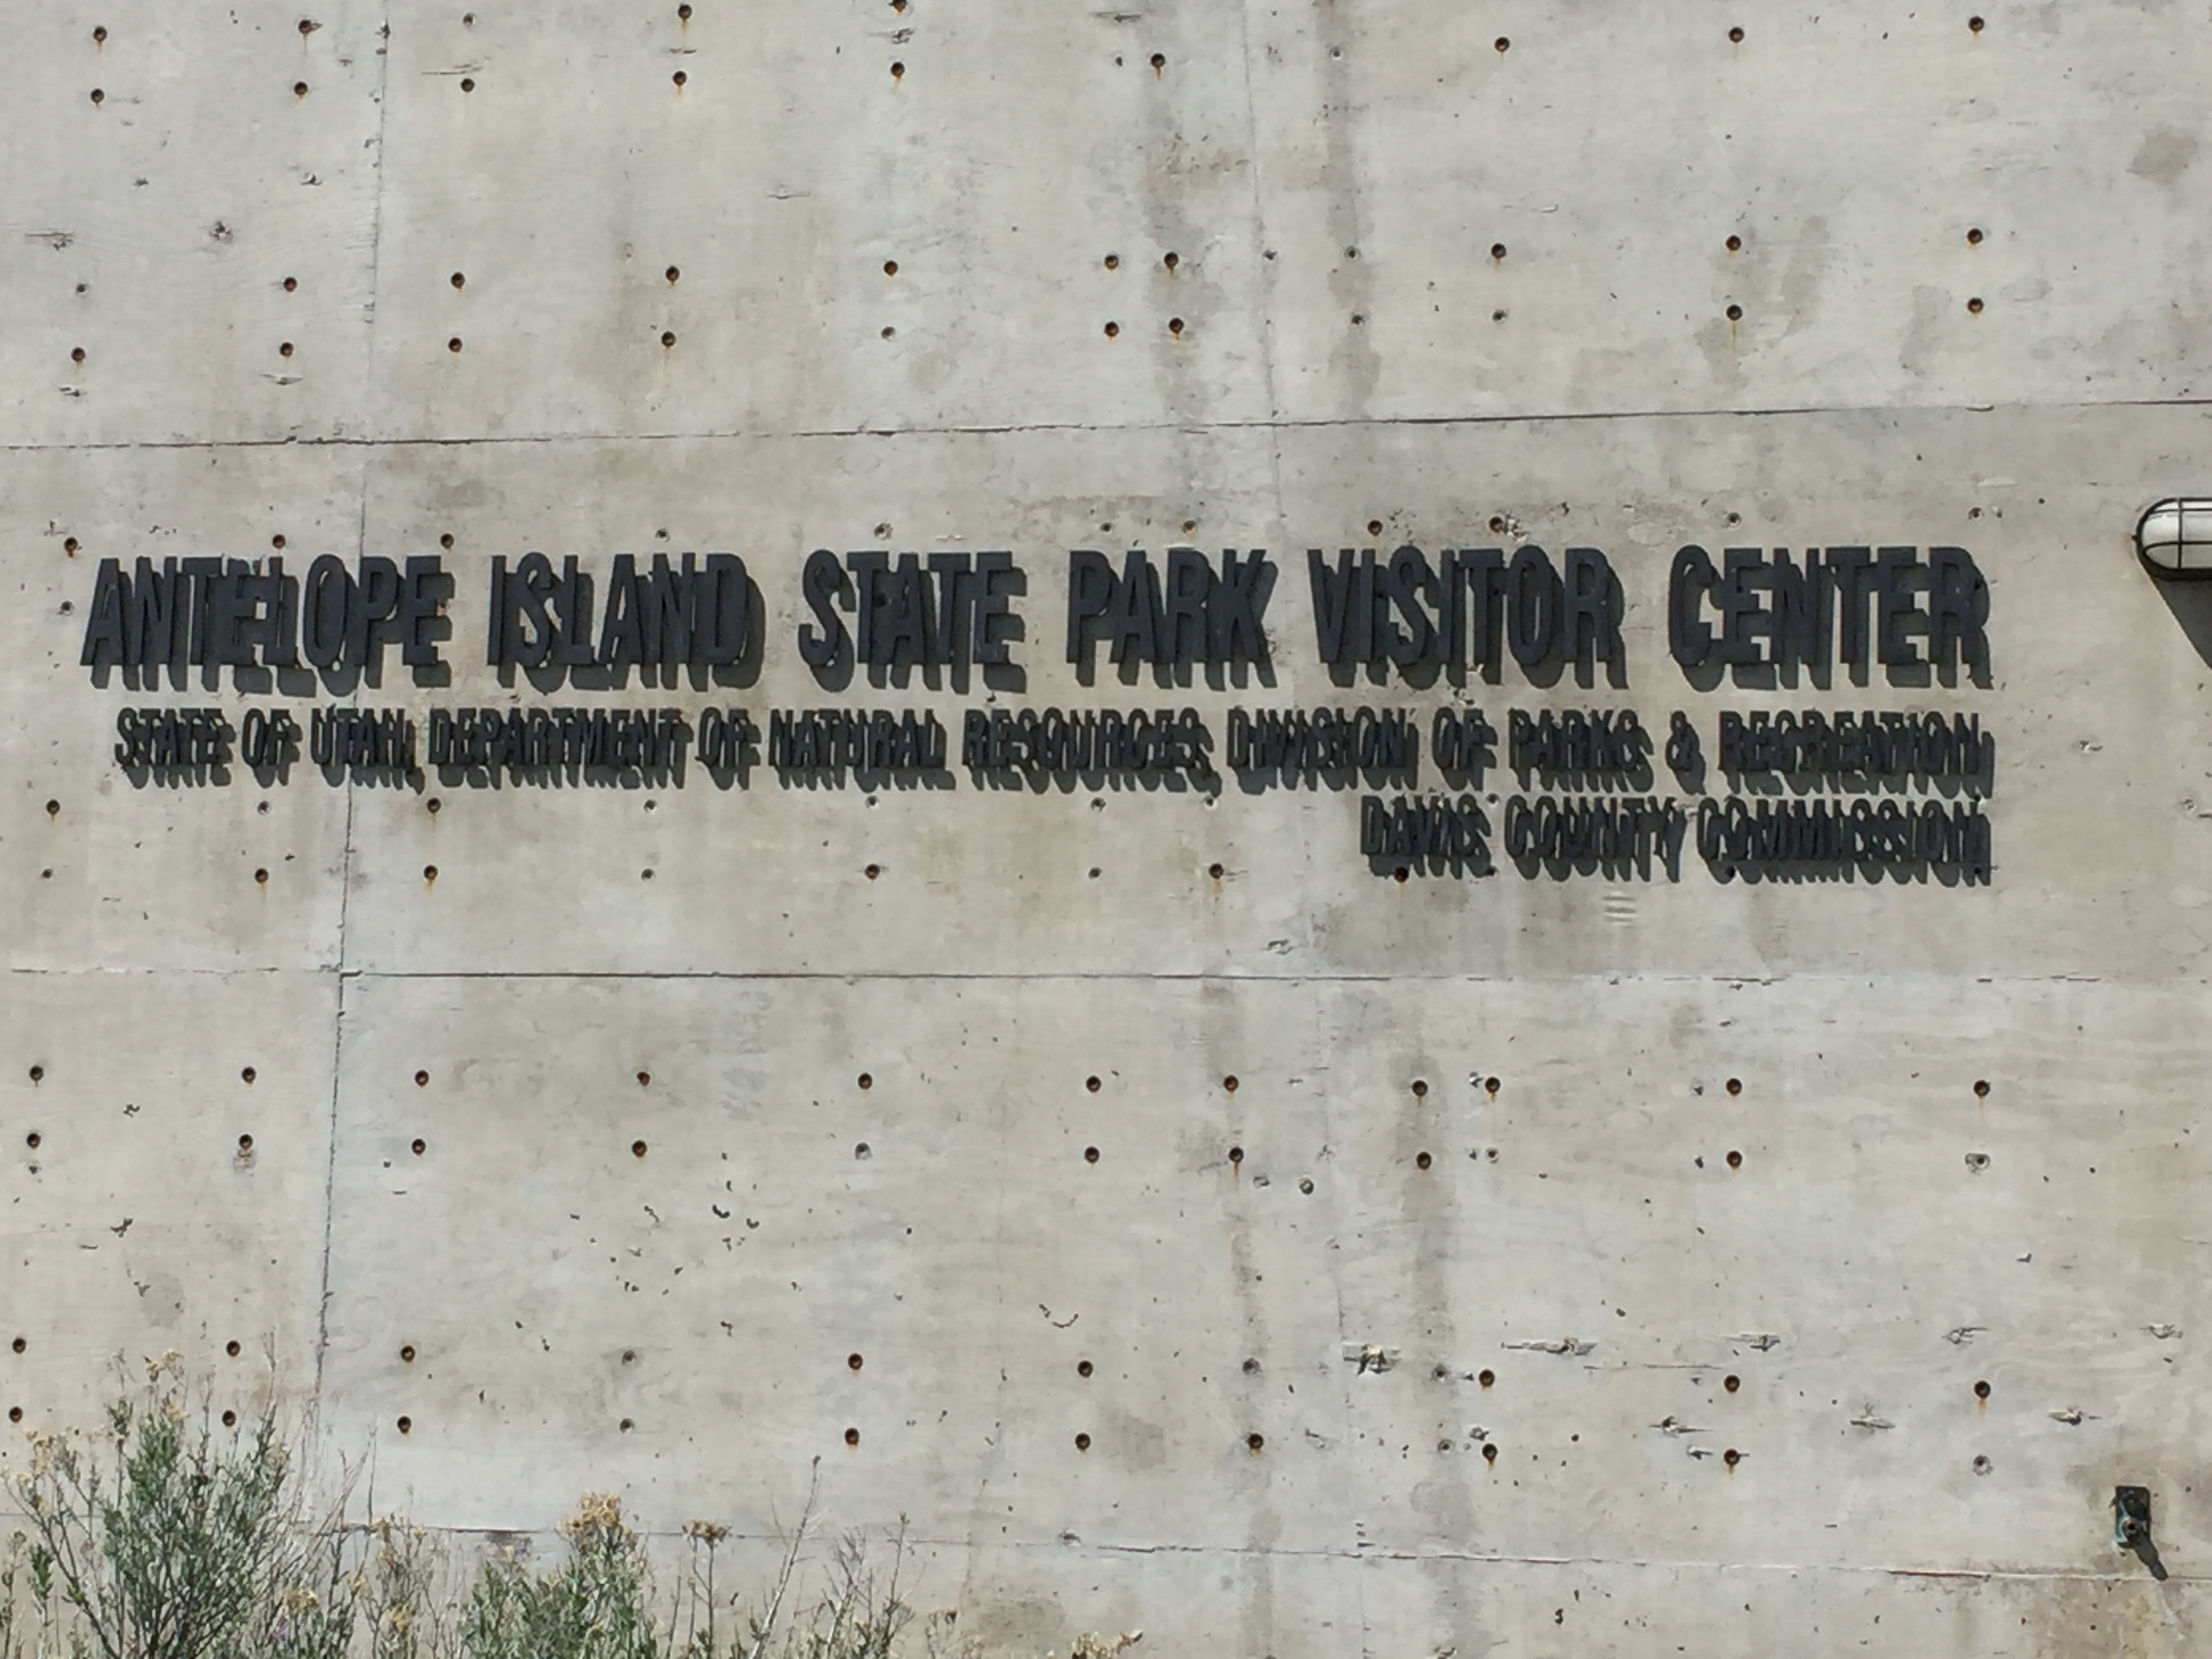 ANTELOPE ISLAND STATE PARK VISITOR CENTER
STATE OF UTAH, DEPARTMENT OF NATURAL RESOURCES, DIVISION OF PARKS & RECREATION
DAVIS COUNTY COMMISSION